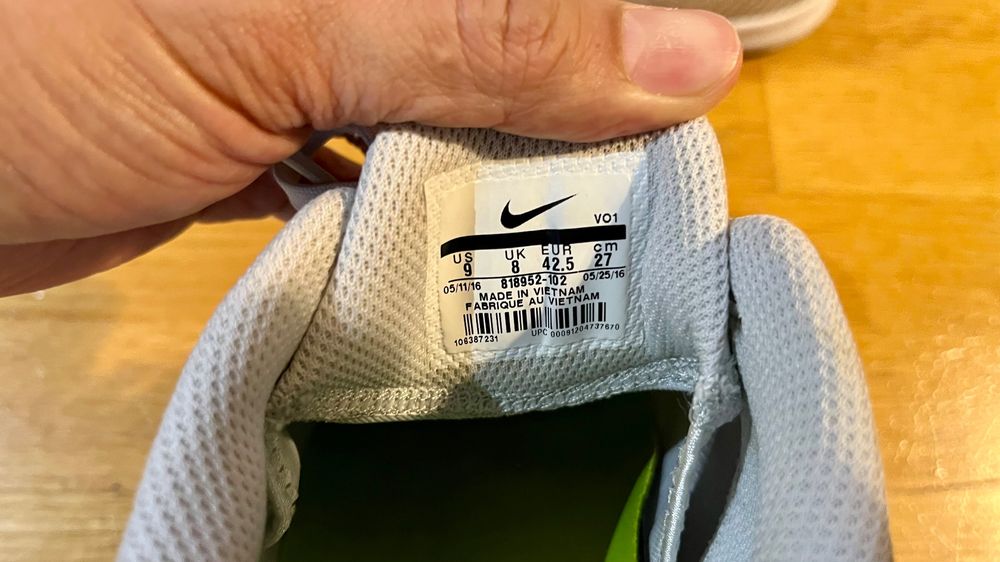 VO1
US UK EUR cm
9 8 42.5 27
05/11/16 818952-102 05/25/16
MADE IN VIETNAM
FABRIQUE AU VIETNAM
106387231 UPC 00091204737670